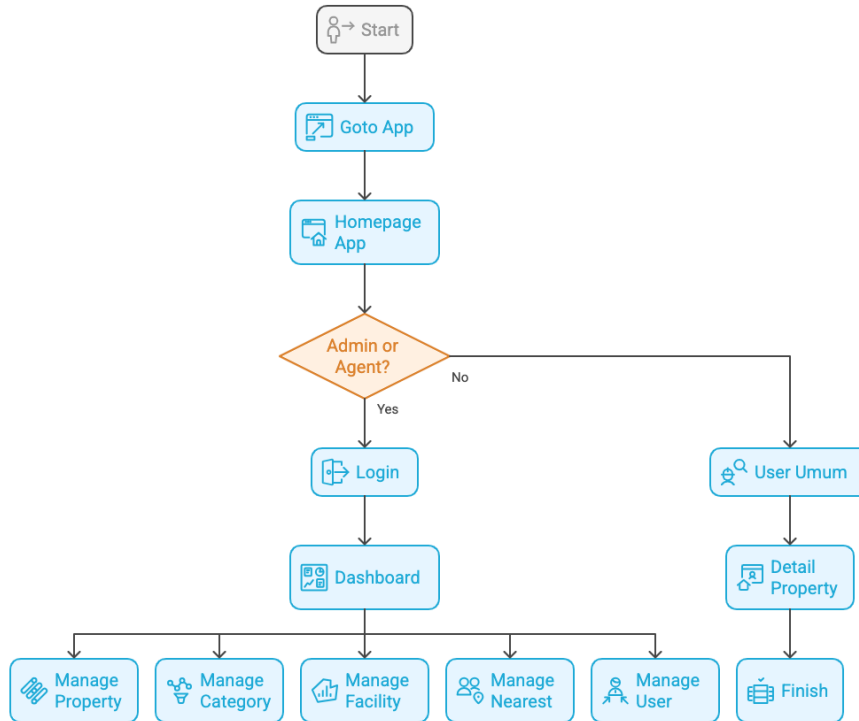 Start
Goto App
Homepage
App
Admin or
Agent?
No
Yes
Login
User Umum
Dashboard
Detail
Property
Manage
Property
Manage
Category
Manage
Facility
Manage
Nearest
Manage
User
Finish